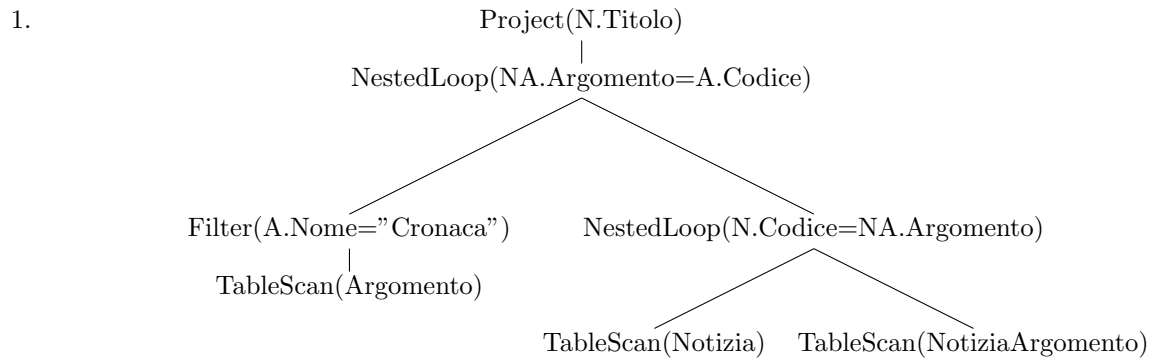 1. Project(N.Titolo)
NestedLoop(NA.Argomento=A.Codice)
Filter(A.Nome=”Cronaca”) NestedLoop(N.Codice=NA.Argomento)
TableScan(Argomento)
TableScan(Notizia) TableScan(NotiziaArgomento)